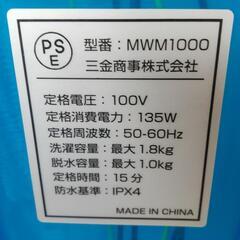 PS
E
型番：MWM1000
三金商事株式会社
定格電圧：100V
定格消費電力：135W
定格周波数：50-60Hz
洗濯容量：最大1.8kg
脱水容量：最大1.0kg
定格時間：15分
防水基準：IPX4
MADE IN CHINA